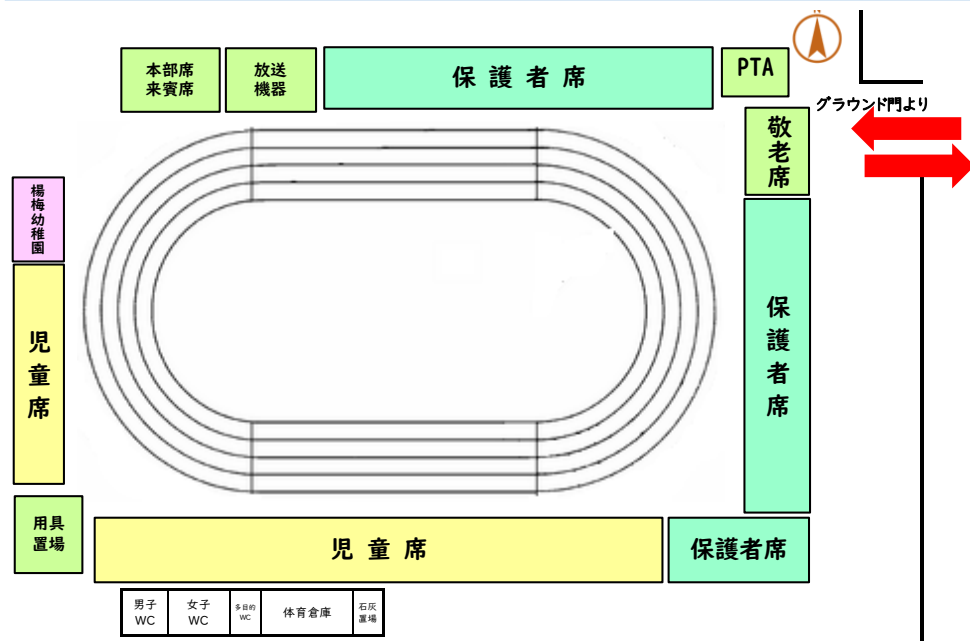 N
本部席
来賓席
放送
機器
保護者席
PTA
グラウンド門より
敬老席
楊梅幼稚園
児童席
保護者席
用具
置場
児童席
保護者席
男子
WC
女子
WC
多目的
WC
体育倉庫
石灰
置場